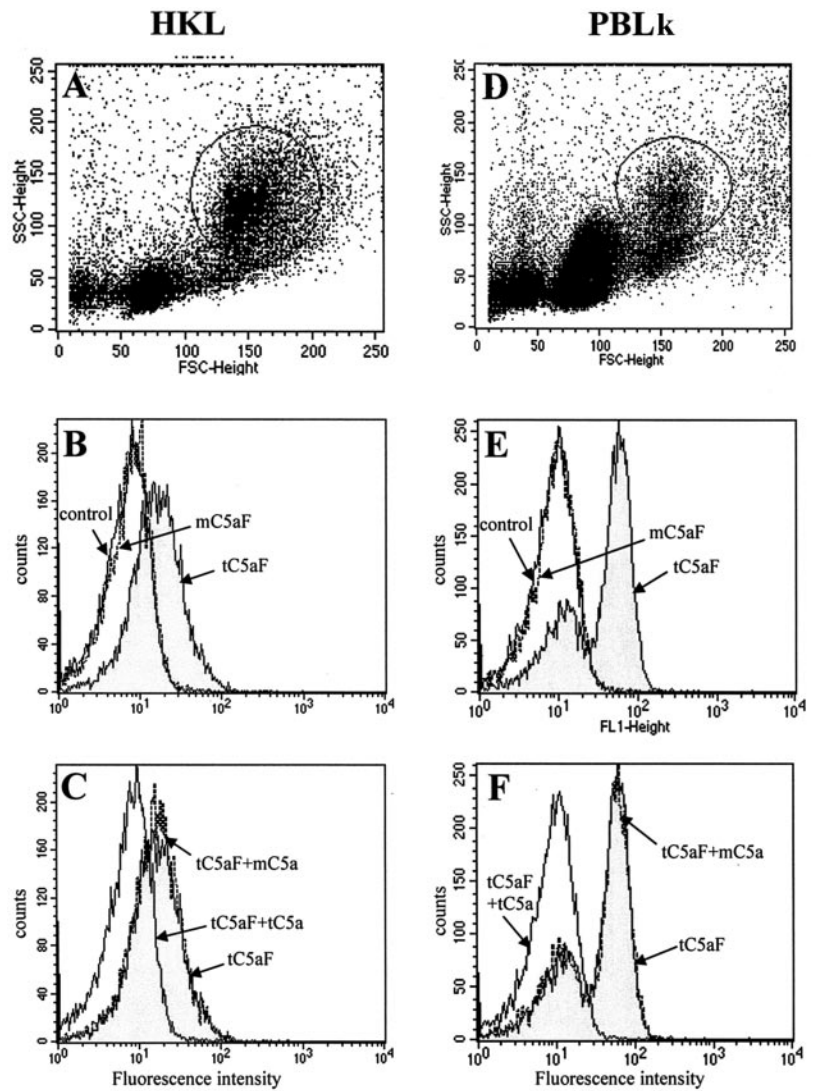 HKL
PBLk
A
250
200
150
100
50
0
SSC-Height
0 50 100 150 200 250
FSC-Height
D
250
200
150
100
50
0
SSC-Height
0 50 100 150 200 250
FSC-Height
B
200
160
120
80
40
0
counts
control
mC5aF
tC5aF
10⁰ 10¹ 10² 10³ 10⁴
E
250
200
150
100
50
0
counts
control
mC5aF
tC5aF
10⁰ 10¹ 10² 10³ 10⁴
FL1-Height
C
200
160
120
80
40
0
counts
tC5aF+mC5a
tC5aF+tC5a
tC5aF
10⁰ 10¹ 10² 10³ 10⁴
Fluorescence intensity
F
250
200
150
100
50
0
counts
tC5aF
+tC5a
tC5aF+mC5a
tC5aF
10⁰ 10¹ 10² 10³ 10⁴
Fluorescence intensity